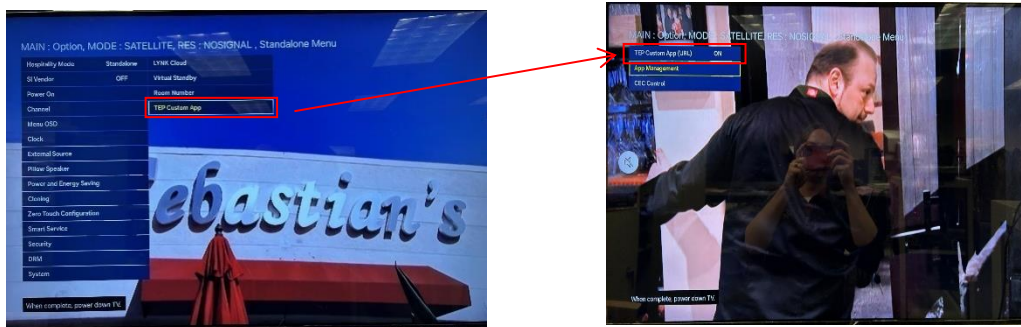 MAIN : Option, MODE : SATELLITE, RES : NOSIGNAL , Standalone Menu
Hospitality Mode Standalone
SI Vendor OFF
Power On
Channel
Menu OSD
Clock
External Source
Pillow Speaker
Power and Energy Saving
Cloning
Zero Touch Configuration
Smart Service
Security
DRM
System
LYNK Cloud
Virtual Standby
Room Number
TEP Custom App
ebastian's
When complete, power down TV.
MAIN : Option, MODE : SATELLITE, RES : NOSIGNAL , Standalone Menu
TEP Custom App (URL) ON
App Management
CEC Control
When complete, power down TV.